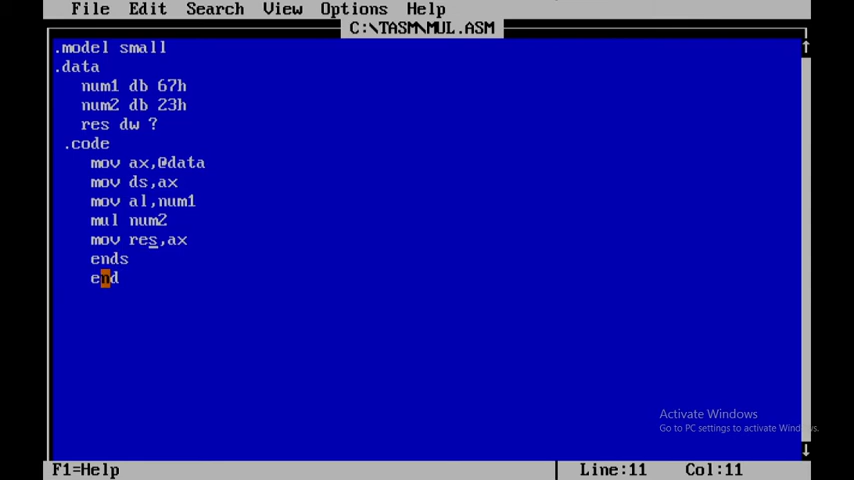 File Edit Search View Options Help
C:\TASM\MUL.ASM
.model small
.data
num1 db 67h
num2 db 23h
res dw ?
.code
mov ax,@data
mov ds,ax
mov al,num1
mul num2
mov res,ax
ends
end
Activate Windows
Go to PC settings to activate Windows.
F1=Help Line:11 Col:11